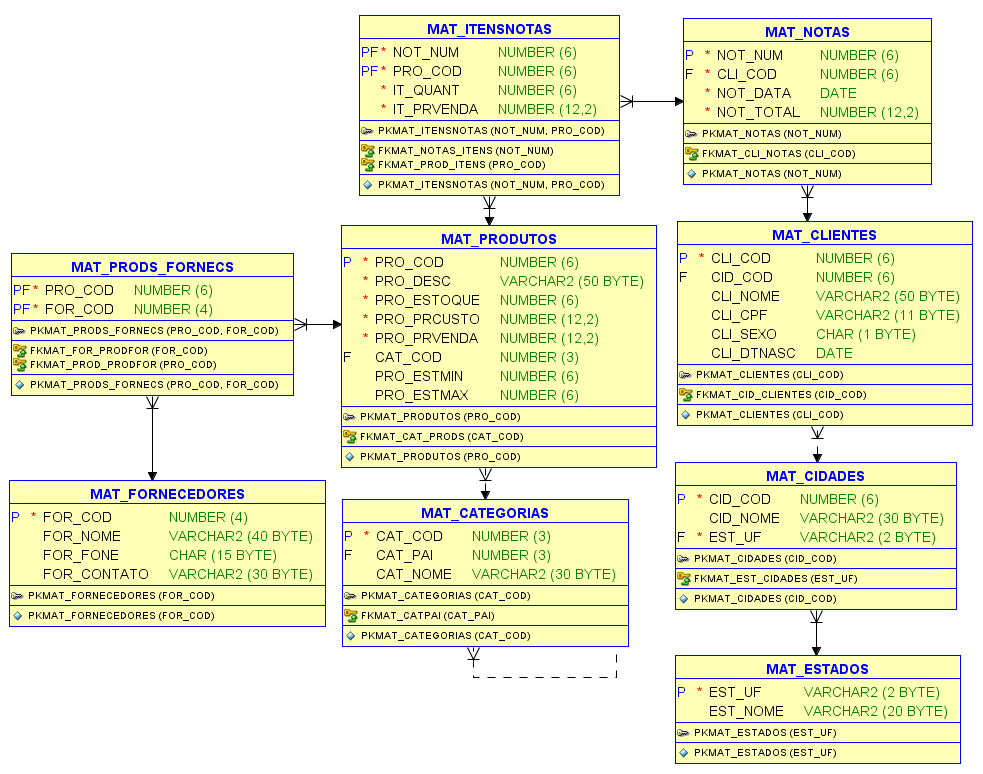 MAT_ITENSNOTAS
PF * NOT_NUM NUMBER (6)
PF * PRO_COD NUMBER (6)
* IT_QUANT NUMBER (6)
* IT_PRVENDA NUMBER (12,2)
PKMAT_ITENSNOTAS (NOT_NUM, PRO_COD)
FKMAT_NOTAS_ITENS (NOT_NUM)
FKMAT_PROD_ITENS (PRO_COD)
PKMAT_ITENSNOTAS (NOT_NUM, PRO_COD)
MAT_NOTAS
P * NOT_NUM NUMBER (6)
F * CLI_COD NUMBER (6)
* NOT_DATA DATE
* NOT_TOTAL NUMBER (12,2)
PKMAT_NOTAS (NOT_NUM)
FKMAT_CLI_NOTAS (CLI_COD)
PKMAT_NOTAS (NOT_NUM)
MAT_PRODS_FORNECS
PF * PRO_COD NUMBER (6)
PF * FOR_COD NUMBER (4)
PKMAT_PRODS_FORNECS (PRO_COD, FOR_COD)
FKMAT_FOR_PRODFOR (FOR_COD)
FKMAT_PROD_PRODFOR (PRO_COD)
PKMAT_PRODS_FORNECS (PRO_COD, FOR_COD)
MAT_PRODUTOS
P * PRO_COD NUMBER (6)
* PRO_DESC VARCHAR2 (50 BYTE)
* PRO_ESTOQUE NUMBER (6)
* PRO_PRCUSTO NUMBER (12,2)
* PRO_PRVENDA NUMBER (12,2)
F CAT_COD NUMBER (3)
PRO_ESTMIN NUMBER (6)
PRO_ESTMAX NUMBER (6)
PKMAT_PRODUTOS (PRO_COD)
FKMAT_CAT_PRODS (CAT_COD)
PKMAT_PRODUTOS (PRO_COD)
MAT_CLIENTES
P * CLI_COD NUMBER (6)
F CID_COD NUMBER (6)
CLI_NOME VARCHAR2 (50 BYTE)
CLI_CPF VARCHAR2 (11 BYTE)
CLI_SEXO CHAR (1 BYTE)
CLI_DTNASC DATE
PKMAT_CLIENTES (CLI_COD)
FKMAT_CID_CLIENTES (CID_COD)
PKMAT_CLIENTES (CLI_COD)
MAT_FORNECEDORES
P * FOR_COD NUMBER (4)
FOR_NOME VARCHAR2 (40 BYTE)
FOR_FONE CHAR (15 BYTE)
FOR_CONTATO VARCHAR2 (30 BYTE)
PKMAT_FORNECEDORES (FOR_COD)
PKMAT_FORNECEDORES (FOR_COD)
MAT_CATEGORIAS
P * CAT_COD NUMBER (3)
F CAT_PAI NUMBER (3)
CAT_NOME VARCHAR2 (30 BYTE)
PKMAT_CATEGORIAS (CAT_COD)
FKMAT_CATPAI (CAT_PAI)
PKMAT_CATEGORIAS (CAT_COD)
MAT_CIDADES
P * CID_COD NUMBER (6)
CID_NOME VARCHAR2 (30 BYTE)
F * EST_UF VARCHAR2 (2 BYTE)
PKMAT_CIDADES (CID_COD)
FKMAT_EST_CIDADES (EST_UF)
PKMAT_CIDADES (CID_COD)
MAT_ESTADOS
P * EST_UF VARCHAR2 (2 BYTE)
EST_NOME VARCHAR2 (20 BYTE)
PKMAT_ESTADOS (EST_UF)
PKMAT_ESTADOS (EST_UF)